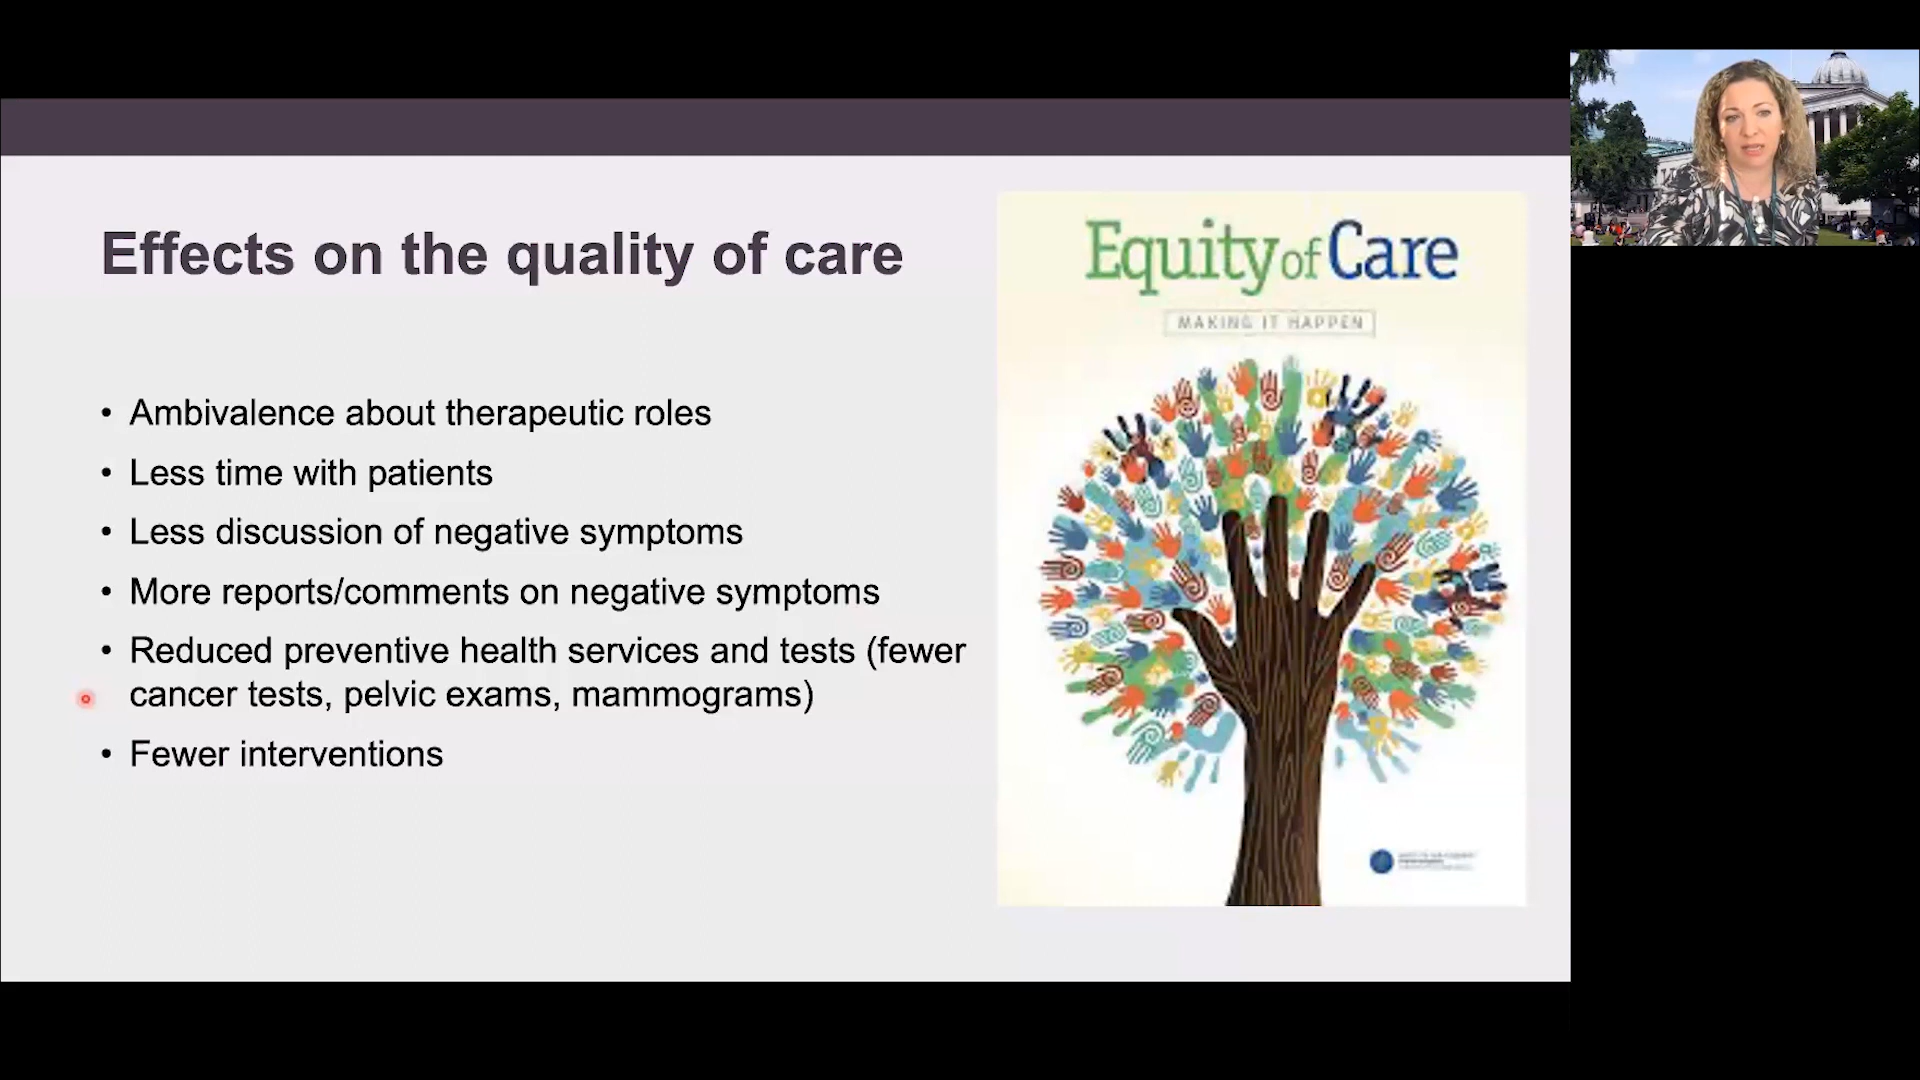 Effects on the quality of care
• Ambivalence about therapeutic roles
• Less time with patients
• Less discussion of negative symptoms
• More reports/comments on negative symptoms
• Reduced preventive health services and tests (fewer
cancer tests, pelvic exams, mammograms)
• Fewer interventions
Equity of Care
MAKING IT HAPPEN